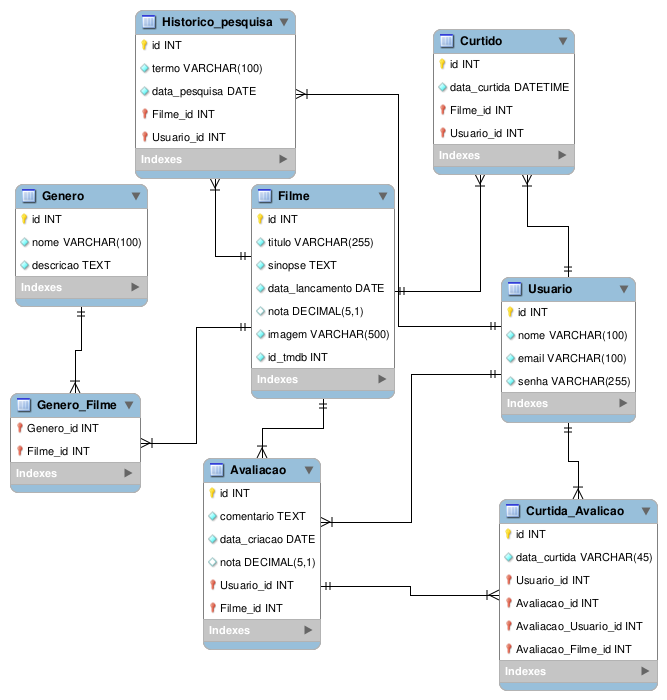 Historico_pesquisa
id INT
termo VARCHAR(100)
data_pesquisa DATE
Filme_id INT
Usuario_id INT
Indexes
Curtido
id INT
data_curtida DATETIME
Filme_id INT
Usuario_id INT
Indexes
Genero
id INT
nome VARCHAR(100)
descricao TEXT
Indexes
Filme
id INT
titulo VARCHAR(255)
sinopse TEXT
data_lancamento DATE
nota DECIMAL(5,1)
imagem VARCHAR(500)
id_tmdb INT
Indexes
Usuario
id INT
nome VARCHAR(100)
email VARCHAR(100)
senha VARCHAR(255)
Indexes
Genero_Filme
Genero_id INT
Filme_id INT
Indexes
Avaliacao
id INT
comentario TEXT
data_criacao DATE
nota DECIMAL(5,1)
Usuario_id INT
Filme_id INT
Indexes
Curtida_Avalicao
id INT
data_curtida VARCHAR(45)
Usuario_id INT
Avaliacao_id INT
Avaliacao_Usuario_id INT
Avaliacao_Filme_id INT
Indexes